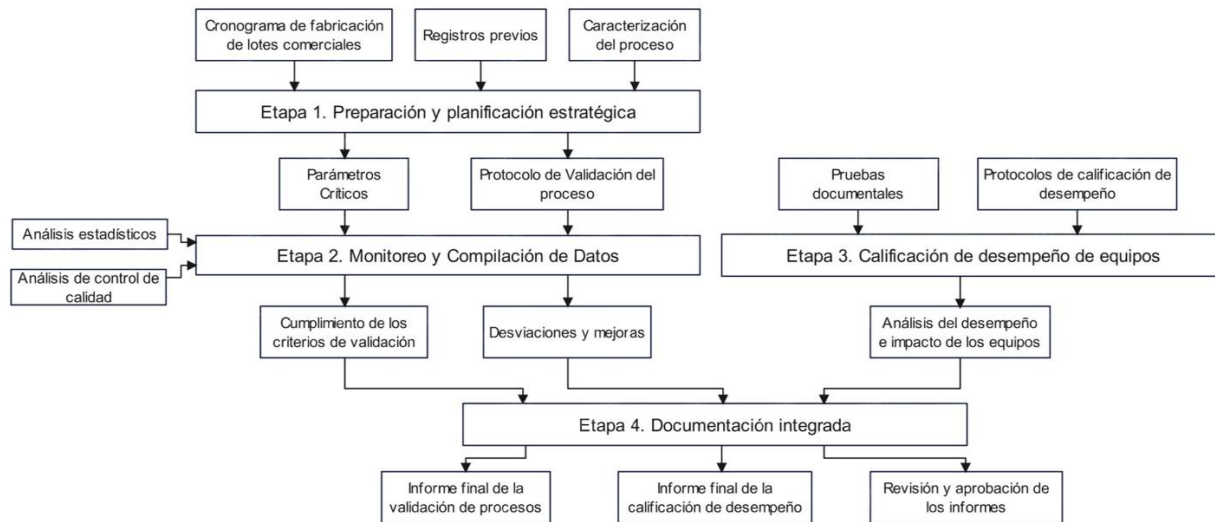 Cronograma de fabricación
de lotes comerciales
Registros previos
Caracterización
del proceso
Etapa 1. Preparación y planificación estratégica
Parámetros
Críticos
Protocolo de Validación del
proceso
Pruebas
documentales
Protocolos de calificación de
desempeño
Análisis estadísticos
Análisis de control de
calidad
Etapa 2. Monitoreo y Compilación de Datos
Etapa 3. Calificación de desempeño de equipos
Cumplimiento de los
criterios de validación
Desviaciones y mejoras
Análisis del desempeño
e impacto de los equipos
Etapa 4. Documentación integrada
Informe final de la
validación de procesos
Informe final de la
calificación de desempeño
Revisión y aprobación de
los informes